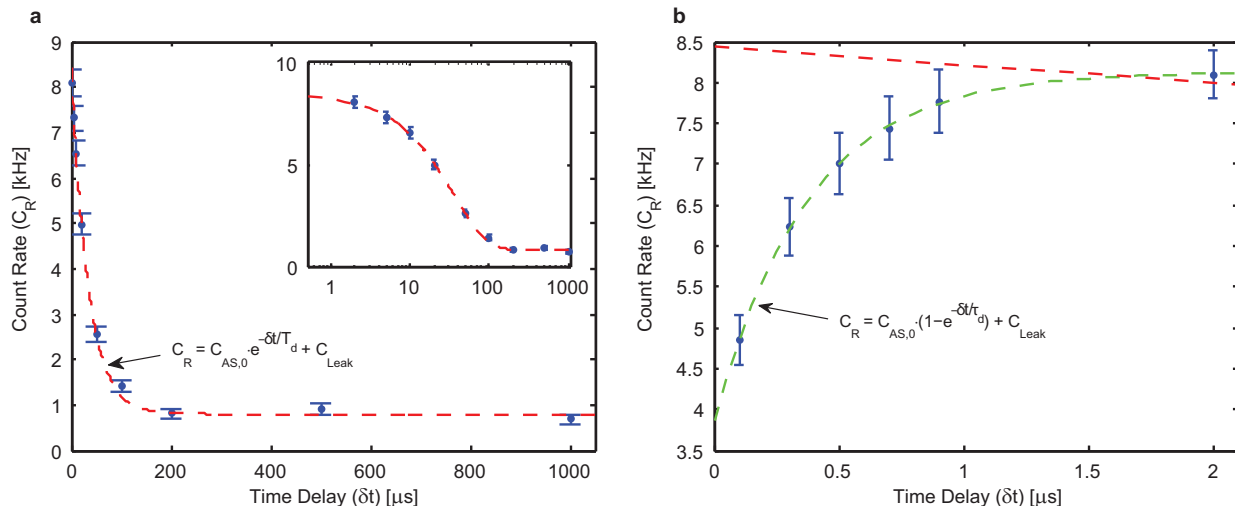 a
9
8
7
6
5
4
3
2
1
0
Count Rate (C_R) [kHz]
0 200 400 600 800 1000
Time Delay (δt) [μs]
10
5
0
1 10 100 1000
C_R = C_AS,0·e^−δt/T_d + C_Leak
b
8.5
8
7.5
7
6.5
6
5.5
5
4.5
4
3.5
Count Rate (C_R) [kHz]
0 0.5 1 1.5 2
Time Delay (δt) [μs]
C_R = C_AS,0·(1−e^−δt/τ_d) + C_Leak